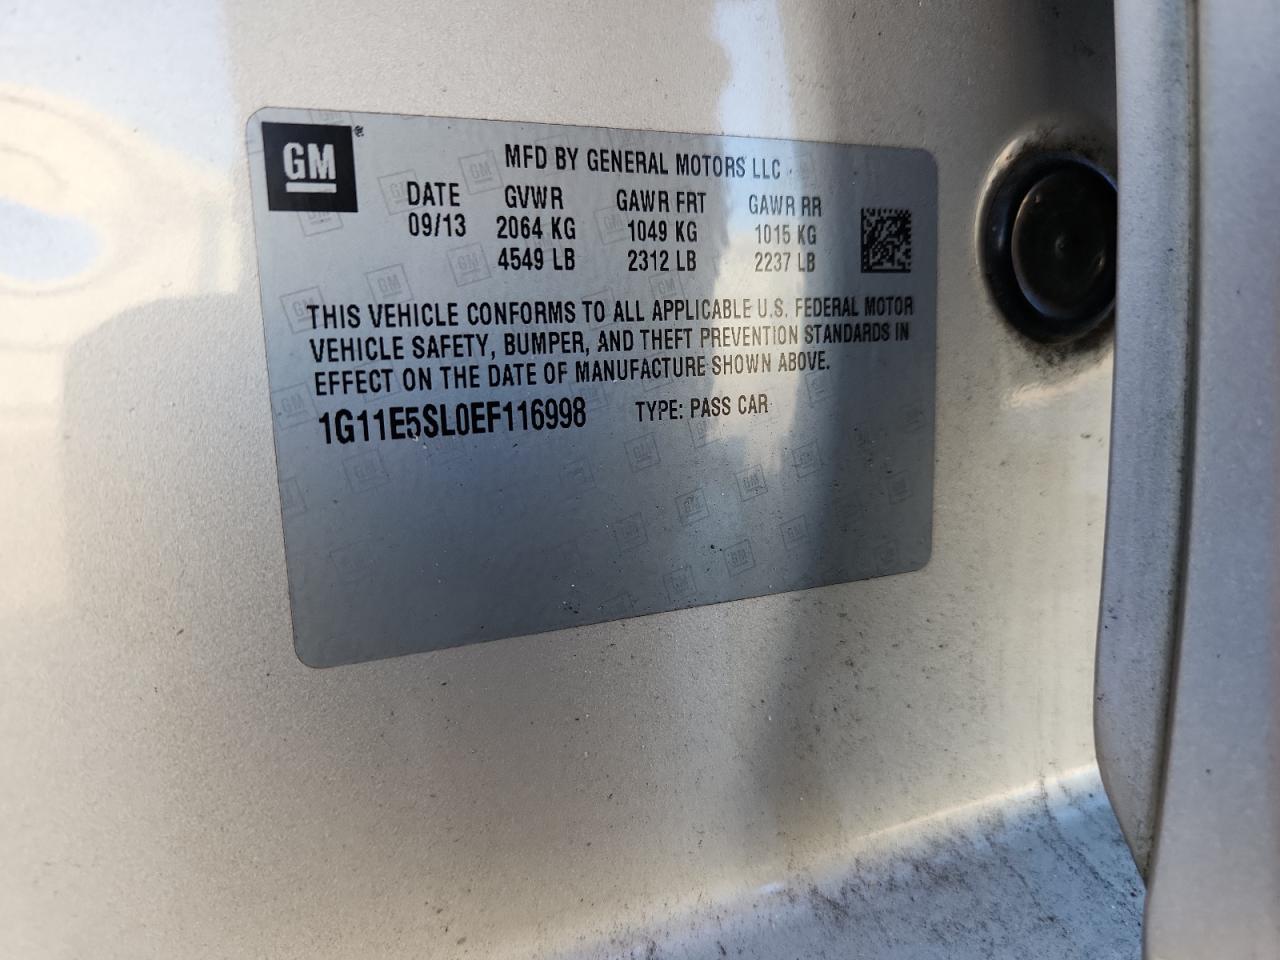 GM
MFD BY GENERAL MOTORS LLC
DATE GVWR GAWR FRT GAWR RR
09/13 2064 KG 1049 KG 1015 KG
4549 LB 2312 LB 2237 LB
THIS VEHICLE CONFORMS TO ALL APPLICABLE U.S. FEDERAL MOTOR
VEHICLE SAFETY, BUMPER, AND THEFT PREVENTION STANDARDS IN
EFFECT ON THE DATE OF MANUFACTURE SHOWN ABOVE.
1G11E5SL0EF116998 TYPE: PASS CAR